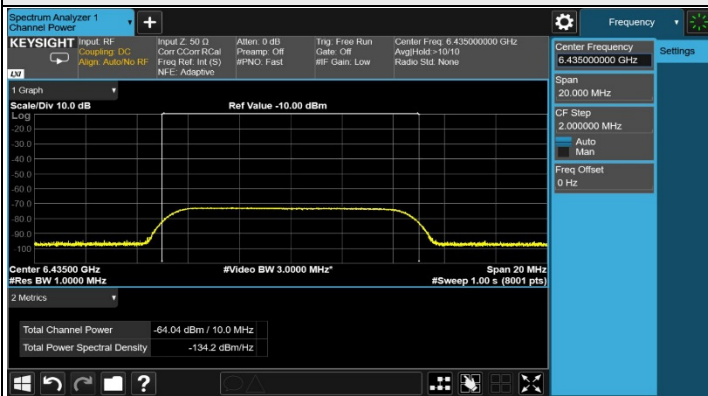 Spectrum Analyzer 1
Channel Power
+
Frequency
KEYSIGHT
LXI
Input: RF
Coupling: DC
Align: Auto/No RF
Input Z: 50 Ω
Corr CCorr RCal
Freq Ref: Int (S)
NFE: Adaptive
Atten: 0 dB
Preamp: Off
#PNO: Fast
Trig: Free Run
Gate: Off
#IF Gain: Low
Center Freq: 6.435000000 GHz
Avg|Hold:>10/10
Radio Std: None
Center Frequency
6.435000000 GHz
Settings
Span
20.000 MHz
CF Step
2.000000 MHz
Auto
Man
Freq Offset
0 Hz
1 Graph
Scale/Div 10.0 dB
Ref Value -10.00 dBm
Log
-20.0
-30.0
-40.0
-50.0
-60.0
-70.0
-80.0
-90.0
-100
Center 6.43500 GHz
#Video BW 3.0000 MHz*
Span 20 MHz
#Res BW 1.0000 MHz
#Sweep 1.00 s (8001 pts)
2 Metrics
Total Channel Power -64.04 dBm / 10.0 MHz
Total Power Spectral Density -134.2 dBm/Hz
?